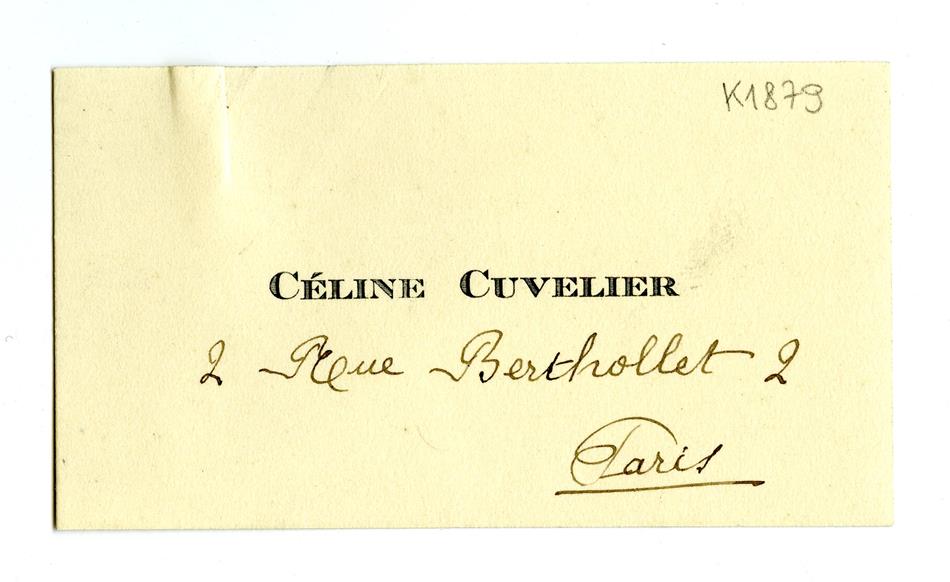 K1879
CÉLINE CUVELIER
2 Rue Berthollet 2
Paris